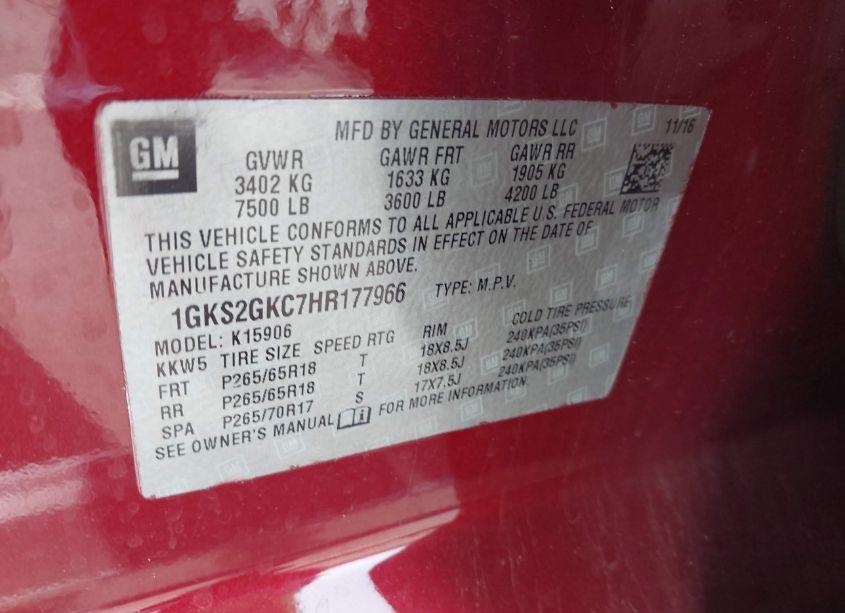 GM
MFD BY GENERAL MOTORS LLC 11/16
GVWR GAWR FRT GAWR RR
3402 KG 1633 KG 1905 KG
7500 LB 3600 LB 4200 LB
THIS VEHICLE CONFORMS TO ALL APPLICABLE U.S. FEDERAL MOTOR
VEHICLE SAFETY STANDARDS IN EFFECT ON THE DATE OF
MANUFACTURE SHOWN ABOVE.
1GKS2GKC7HR177966 TYPE: M.P.V.
MODEL: K15906
KKW5 TIRE SIZE SPEED RTG RIM COLD TIRE PRESSURE
FRT P265/65R18 T 18X8.5J 240KPA(35PSI)
RR P265/65R18 T 18X8.5J 240KPA(35PSI)
SPA P265/70R17 S 17X7.5J 240KPA(35PSI)
SEE OWNER'S MANUAL FOR MORE INFORMATION.